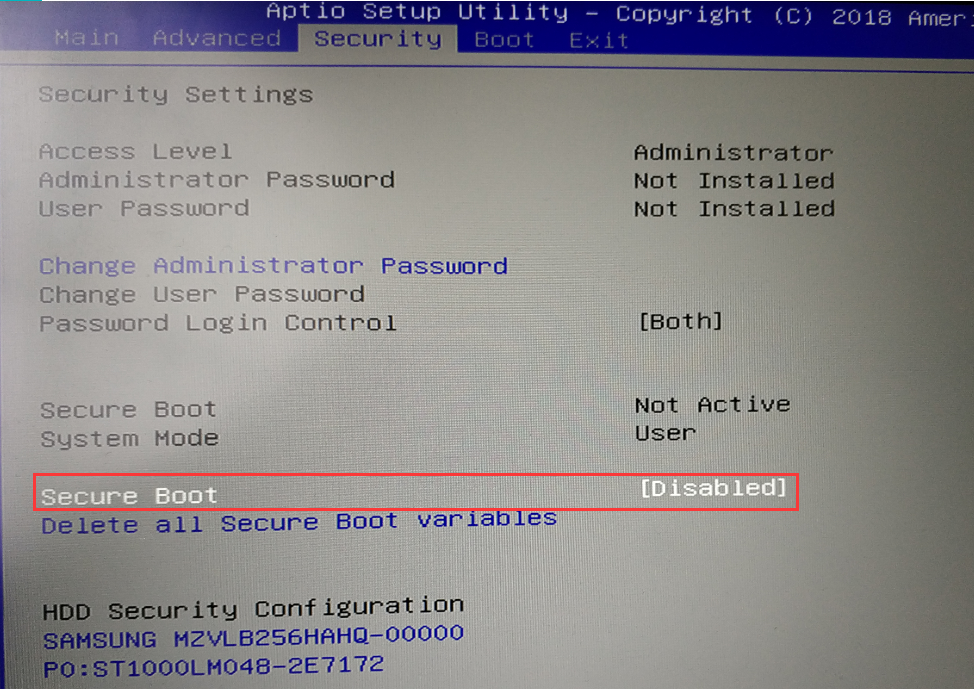 Aptio Setup Utility – Copyright (C) 2018
Main Advanced Security Boot Exit
Security Settings
Access Level Administrator
Administrator Password Not Installed
User Password Not Installed
Change Administrator Password
Change User Password
Password Login Control [Both]
Secure Boot Not Active
System Mode User
Secure Boot [Disabled]
Delete all Secure Boot variables
HDD Security Configuration
SAMSUNG MZVLB256HAHQ-00000
P0:ST1000LM048-2E7172